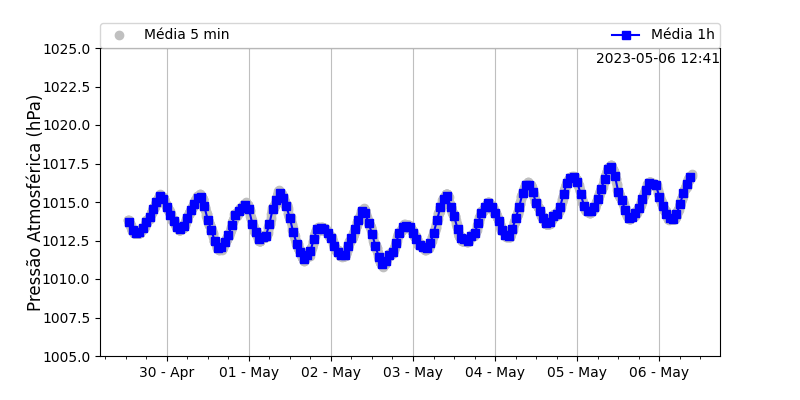 Média 5 min
Média 1h
2023-05-06 12:41
Pressão Atmosférica (hPa)
1025.0
1022.5
1020.0
1017.5
1015.0
1012.5
1010.0
1007.5
1005.0
30 - Apr
01 - May
02 - May
03 - May
04 - May
05 - May
06 - May